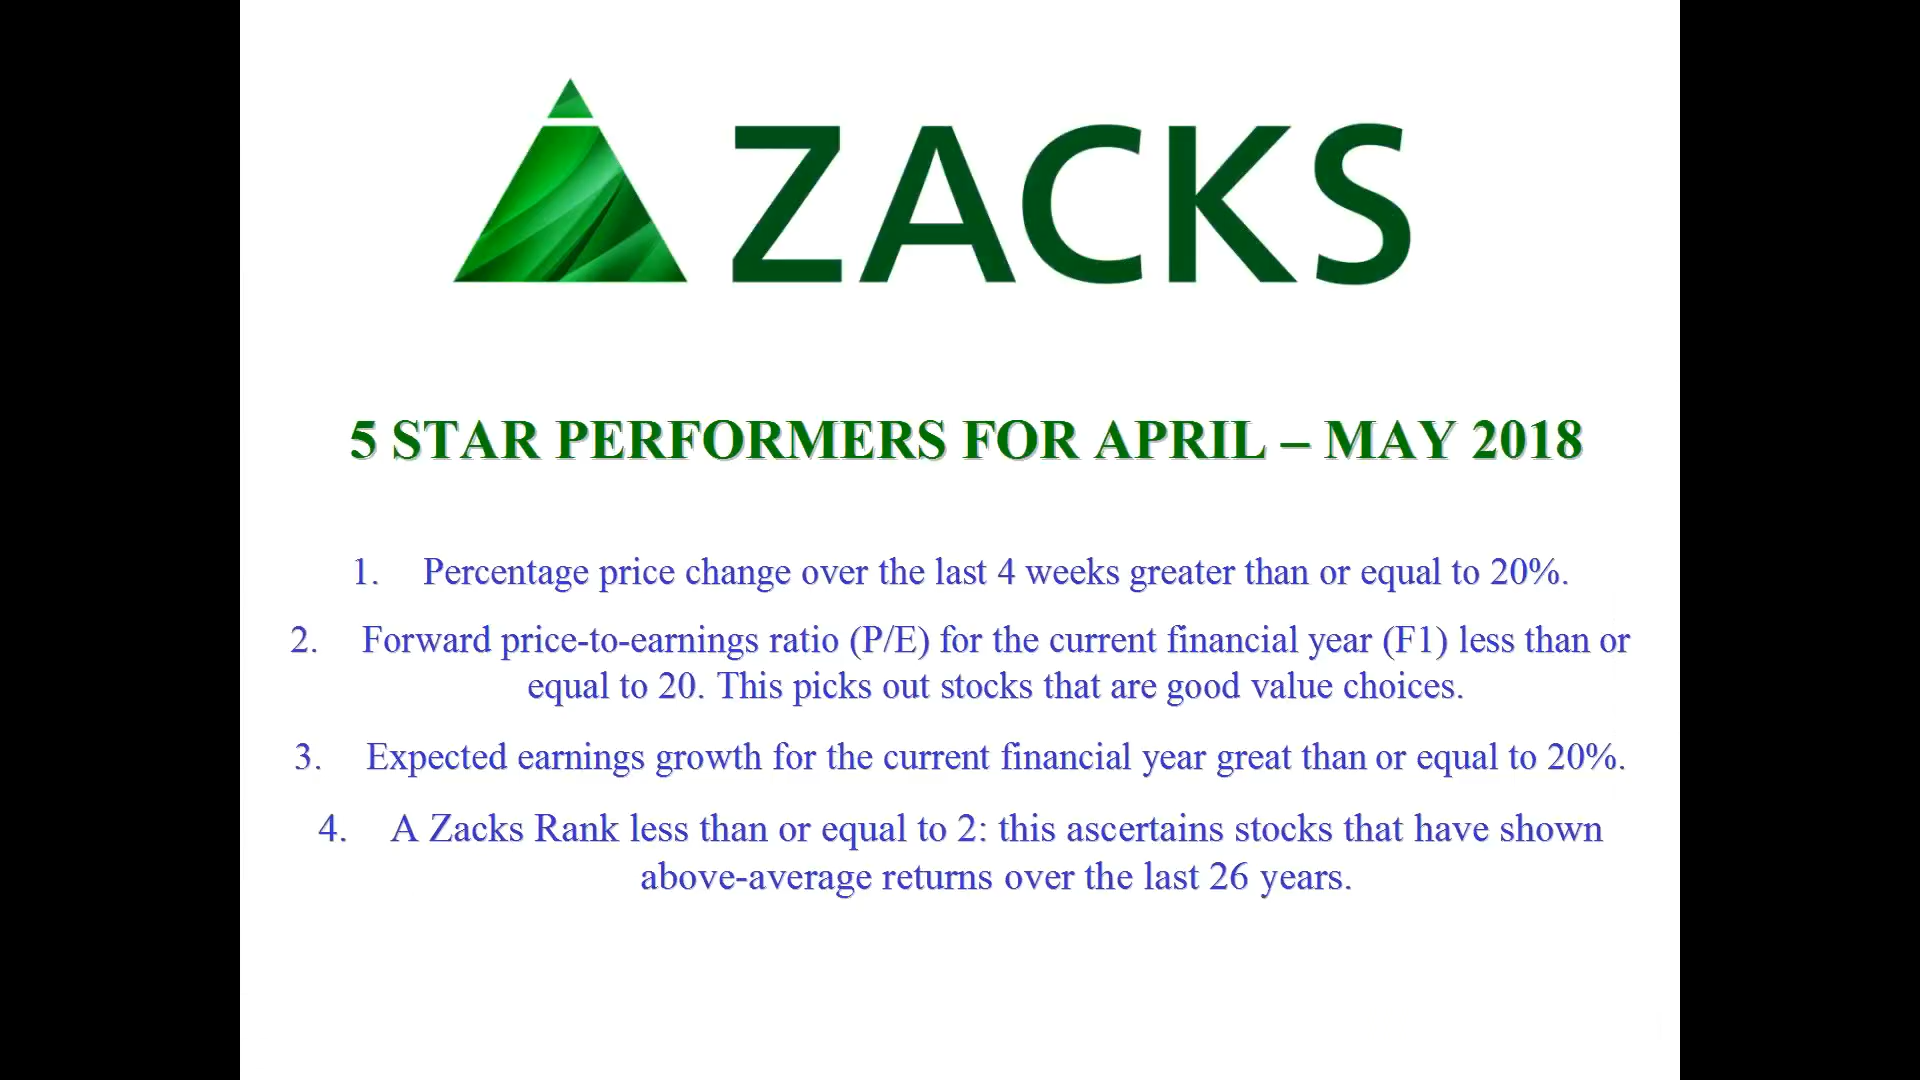 ZACKS
5 STAR PERFORMERS FOR APRIL – MAY 2018
1. Percentage price change over the last 4 weeks greater than or equal to 20%.
2. Forward price-to-earnings ratio (P/E) for the current financial year (F1) less than or
equal to 20. This picks out stocks that are good value choices.
3. Expected earnings growth for the current financial year great than or equal to 20%.
4. A Zacks Rank less than or equal to 2: this ascertains stocks that have shown
above-average returns over the last 26 years.